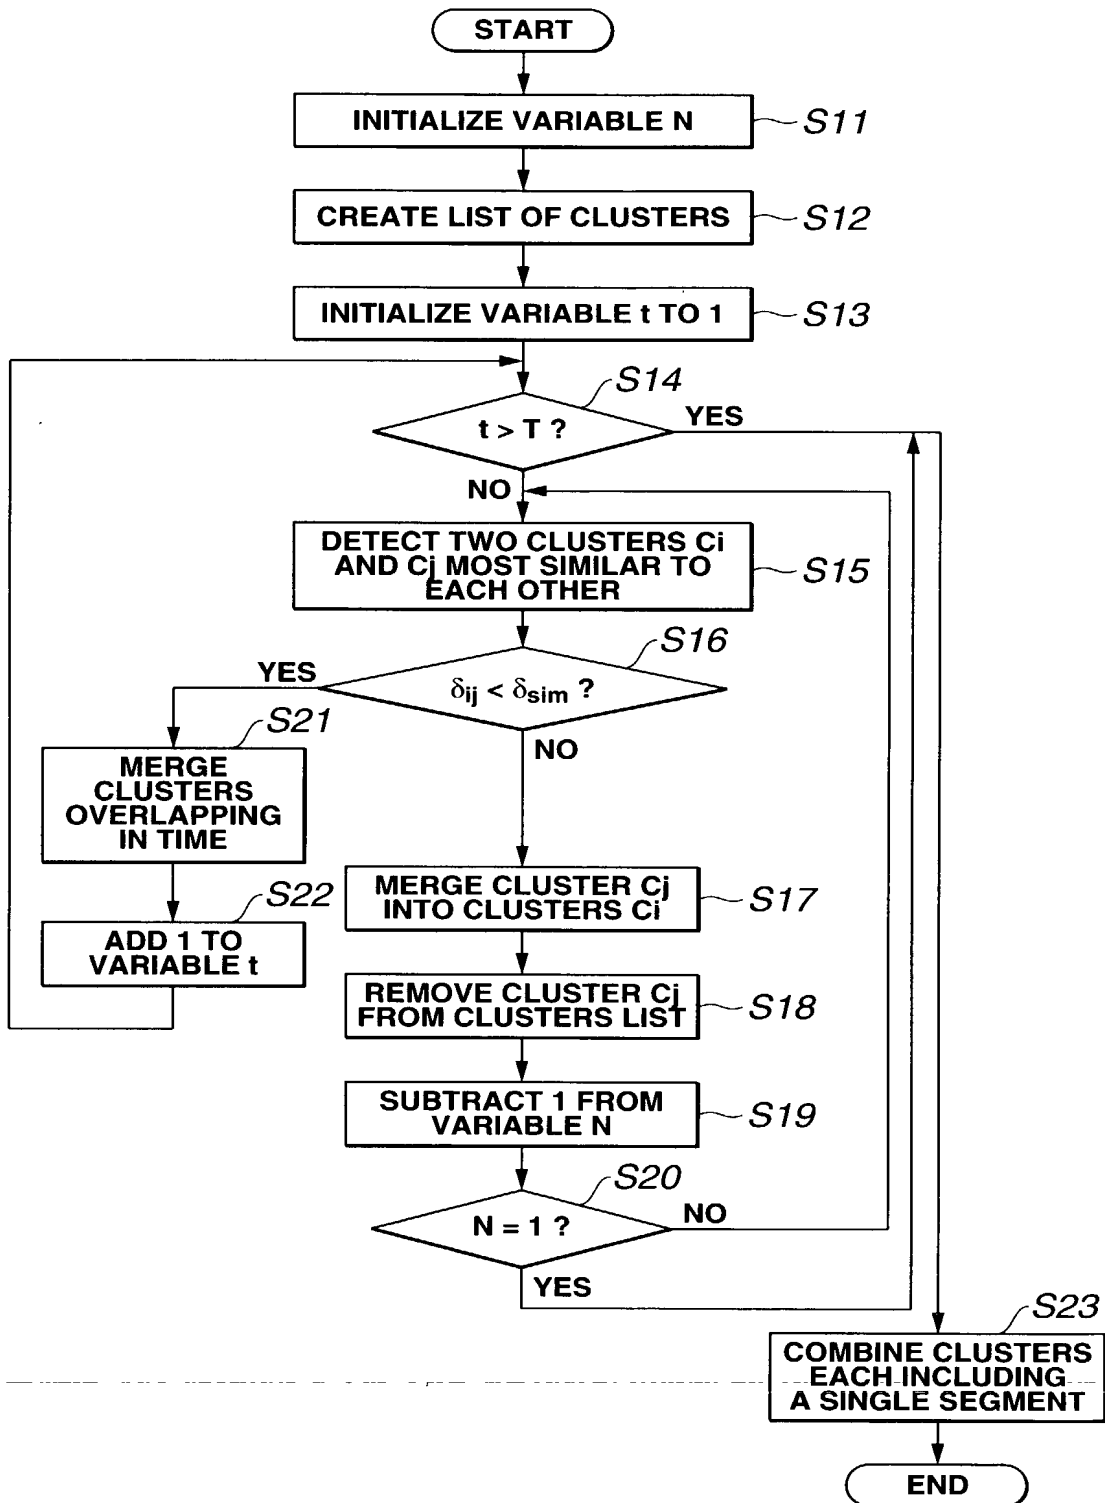 START
INITIALIZE VARIABLE N
S11
CREATE LIST OF CLUSTERS
S12
INITIALIZE VARIABLE t TO 1
S13
S14
t > T ?
YES
NO
DETECT TWO CLUSTERS Ci
AND Cj MOST SIMILAR TO
EACH OTHER
S15
S16
YES
δij < δsim ?
NO
S21
MERGE
CLUSTERS
OVERLAPPING
IN TIME
S22
ADD 1 TO
VARIABLE t
MERGE CLUSTER Cj
INTO CLUSTERS Ci
S17
REMOVE CLUSTER Cj
FROM CLUSTERS LIST
S18
SUBTRACT 1 FROM
VARIABLE N
S19
S20
N = 1 ?
NO
YES
S23
COMBINE CLUSTERS
EACH INCLUDING
A SINGLE SEGMENT
END